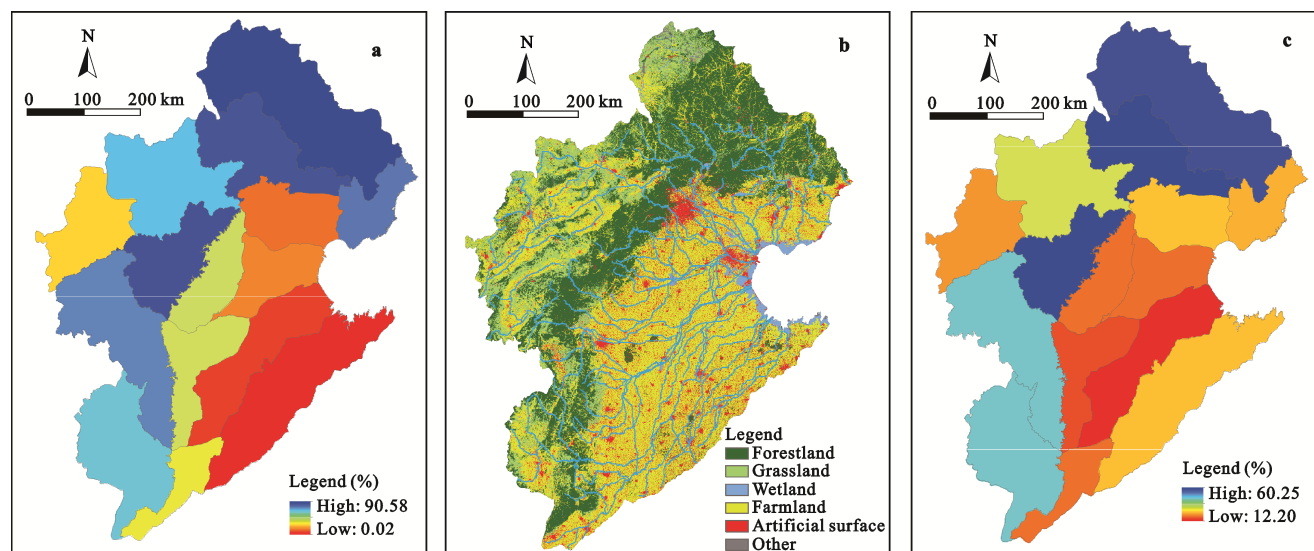 a
N
0 100 200 km
Legend (%)
High: 90.58
Low: 0.02
b
N
0 100 200 km
Legend
Forestland
Grassland
Wetland
Farmland
Artificial surface
Other
c
N
0 100 200 km
Legend (%)
High: 60.25
Low: 12.20